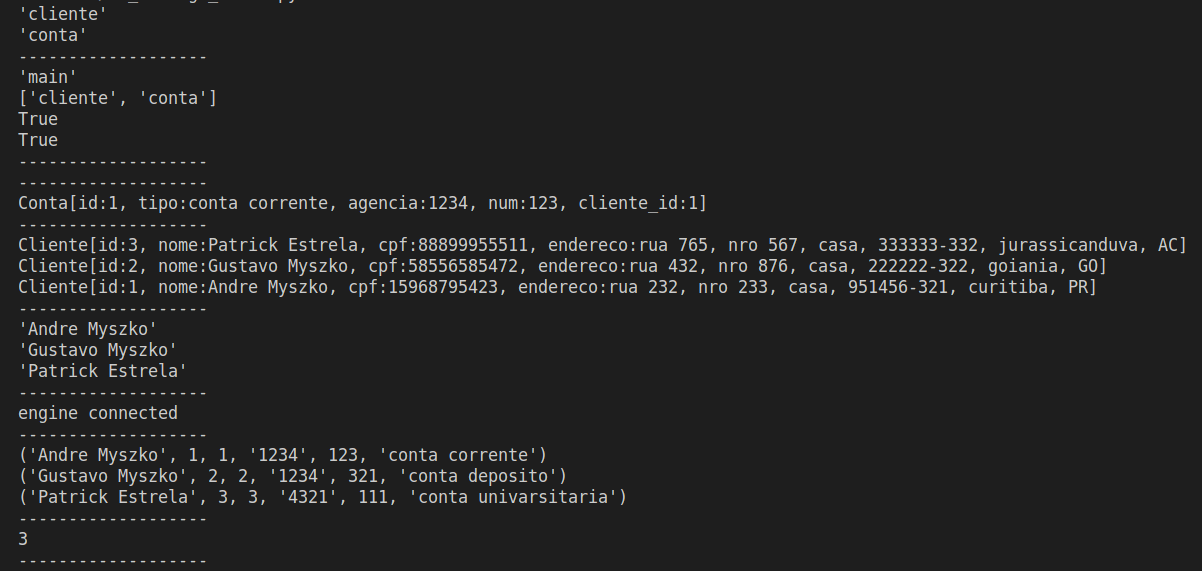 'cliente'
'conta'
-------------------
'main'
['cliente', 'conta']
True
True
-------------------
-------------------
Conta[id:1, tipo:conta corrente, agencia:1234, num:123, cliente_id:1]
-------------------
Cliente[id:3, nome:Patrick Estrela, cpf:88899955511, endereco:rua 765, nro 567, casa, 333333-332, jurassicanduva, AC]
Cliente[id:2, nome:Gustavo Myszko, cpf:58556585472, endereco:rua 432, nro 876, casa, 222222-322, goiania, GO]
Cliente[id:1, nome:Andre Myszko, cpf:15968795423, endereco:rua 232, nro 233, casa, 951456-321, curitiba, PR]
-------------------
'Andre Myszko'
'Gustavo Myszko'
'Patrick Estrela'
-------------------
engine connected
-------------------
('Andre Myszko', 1, 1, '1234', 123, 'conta corrente')
('Gustavo Myszko', 2, 2, '1234', 321, 'conta deposito')
('Patrick Estrela', 3, 3, '4321', 111, 'conta univarsitaria')
-------------------
3
-------------------